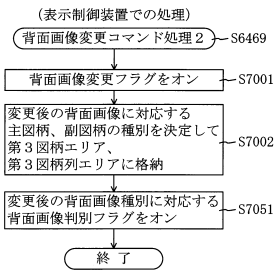 (表示制御装置での処理)
背面画像変更コマンド処理2
S6469
背面画像変更フラグをオン
S7001
変更後の背面画像に対応する
主図柄、副図柄の種別を決定して
第3図柄エリア、
第3図柄列エリアに格納
S7002
変更後の背面画像種別に対応する
背面画像判別フラグをオン
S7051
終了